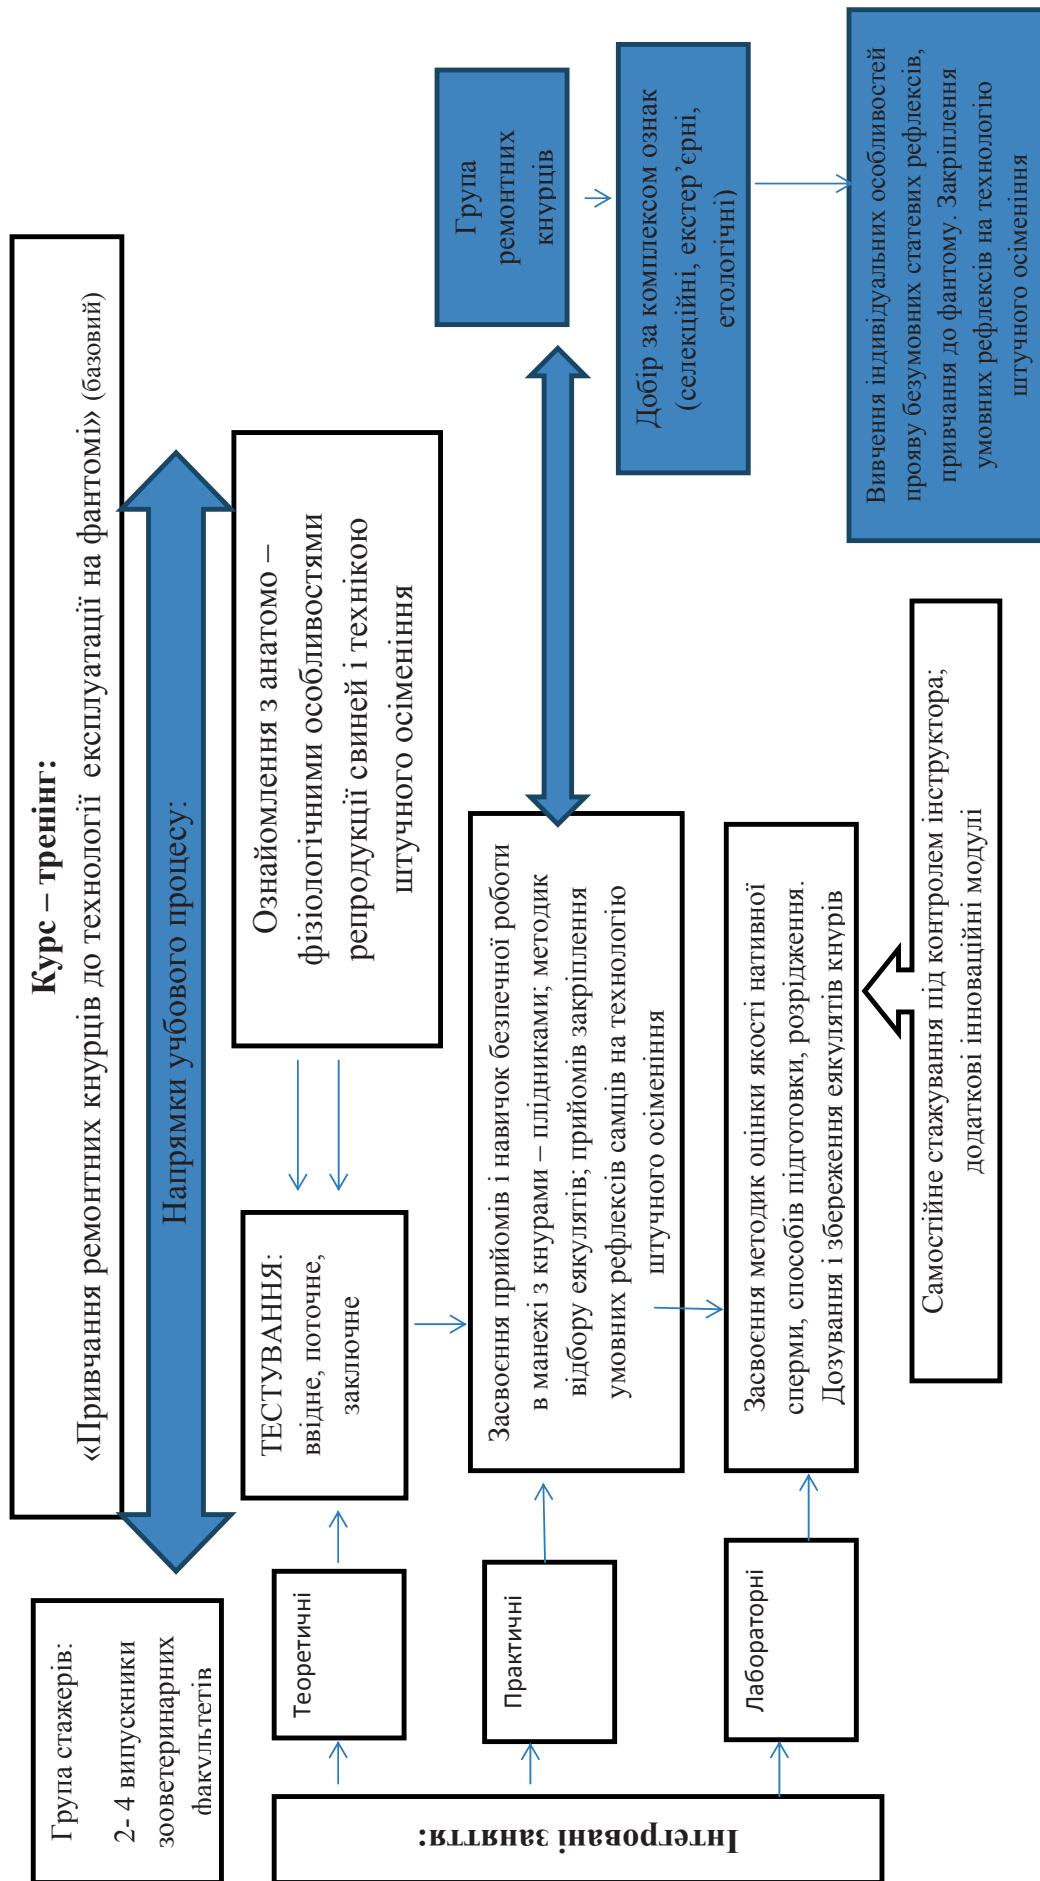 Курс – тренінг:
«Привчання ремонтних кнурців до технології експлуатації на фантомі» (базовий)
Напрямки учбового процесу:
Група стажерів:
2- 4 випускники
зооветеринарних
факультетів
Інтегровані заняття:
Теоретичні
ТЕСТУВАННЯ:
ввідне, поточне,
заключне
Ознайомлення з анатомо –
фізіологічними особливостями
репродукції свиней і технікою
штучного осіменіння
Практичні
Засвоєння прийомів і навичок безпечної роботи
в манежі з кнурами – плідниками; методик
відбору еякулятів; прийомів закріплення
умовних рефлексів самців на технологію
штучного осіменіння
Лабораторні
Засвоєння методик оцінки якості нативної
сперми, способів підготовки, розрідження.
Дозування і збереження еякулятів кнурів
Самостійне стажування під контролем інструктора;
додаткові інноваційні модулі
Група
ремонтних
кнурців
Добір за комплексом ознак
(селекційні, екстер’єрні,
етологічні)
Вивчення індивідуальних особливостей
прояву безумовних статевих рефлексів,
привчання до фантому. Закріплення
умовних рефлексів на технологію
штучного осіменіння